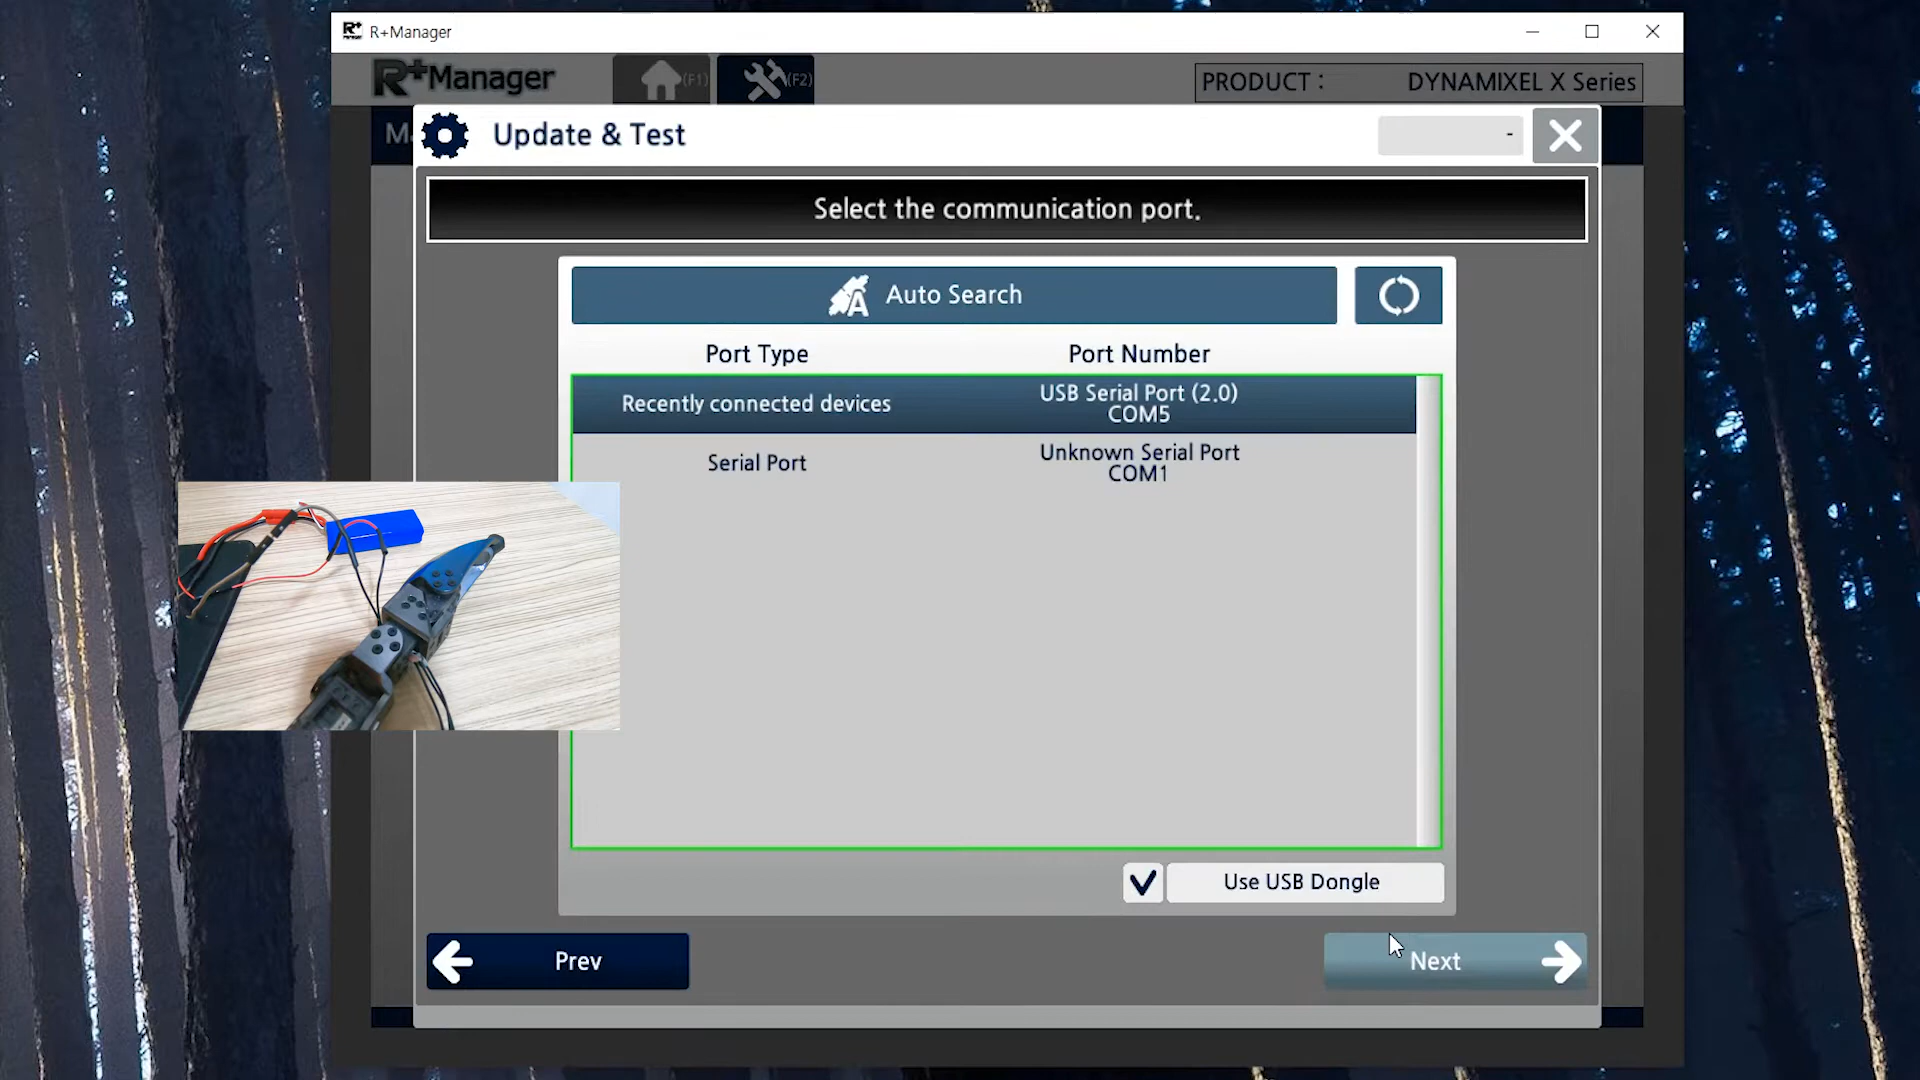 R+Manager
R+Manager
(F1)
(F2)
PRODUCT : DYNAMIXEL X Series
Update & Test
-
Select the communication port.
Auto Search
Port Type Port Number
Recently connected devices
USB Serial Port (2.0)
COM5
Serial Port
Unknown Serial Port
COM1
Use USB Dongle
Prev
Next